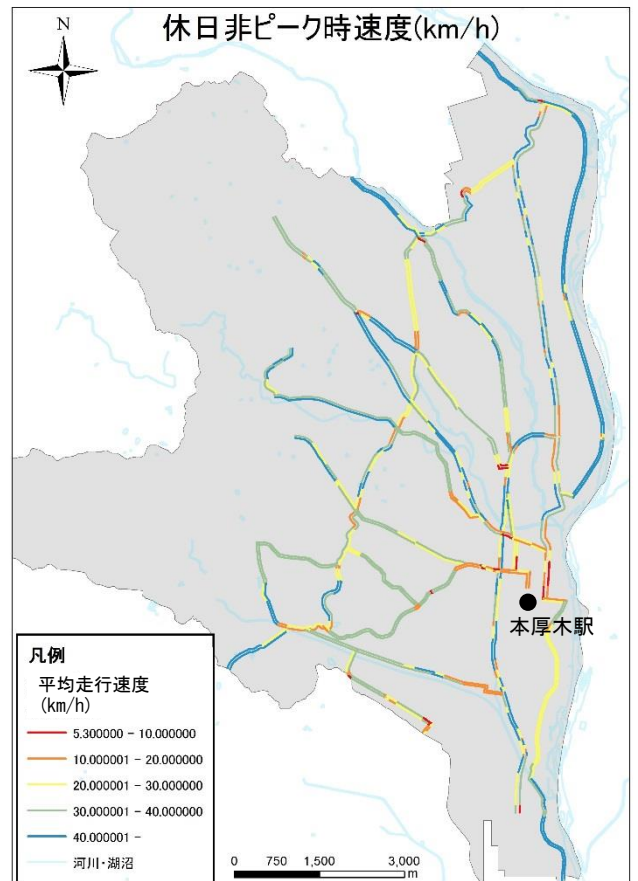 休日非ピーク時速度(km/h)
N
本厚木駅
凡例
平均走行速度
(km/h)
5.300000 - 10.000000
10.000001 - 20.000000
20.000001 - 30.000000
30.000001 - 40.000000
40.000001 -
河川・湖沼
0 750 1,500 3,000
m